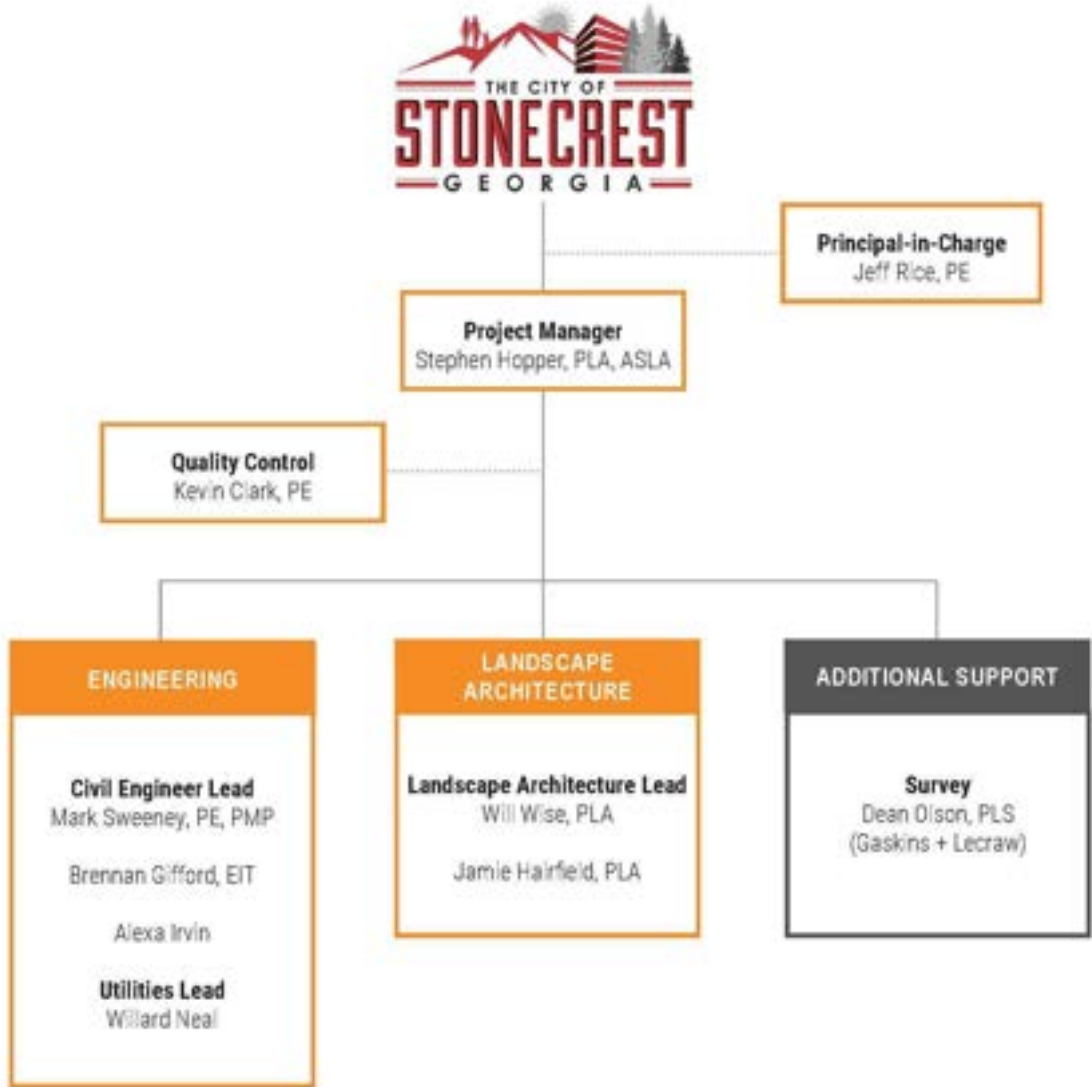 THE CITY OF
STONECREST
GEORGIA
Principal-in-Charge
Jeff Rice, PE
Project Manager
Stephen Hopper, PLA, ASLA
Quality Control
Kevin Clark, PE
ENGINEERING
Civil Engineer Lead
Mark Sweeney, PE, PMP
Brennan Gifford, EIT
Alexa Irvin
Utilities Lead
Willard Neal
LANDSCAPE
ARCHITECTURE
Landscape Architecture Lead
Will Wise, PLA
Jamie Hairfield, PLA
ADDITIONAL SUPPORT
Survey
Dean Olson, PLS
(Gaskins + Lecraw)